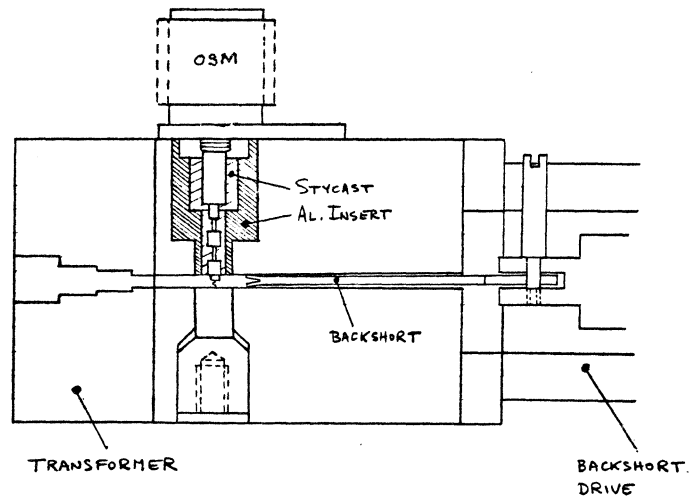 OSM
STYCAST
AL. INSERT
BACKSHORT
TRANSFORMER
BACKSHORT.
DRIVE